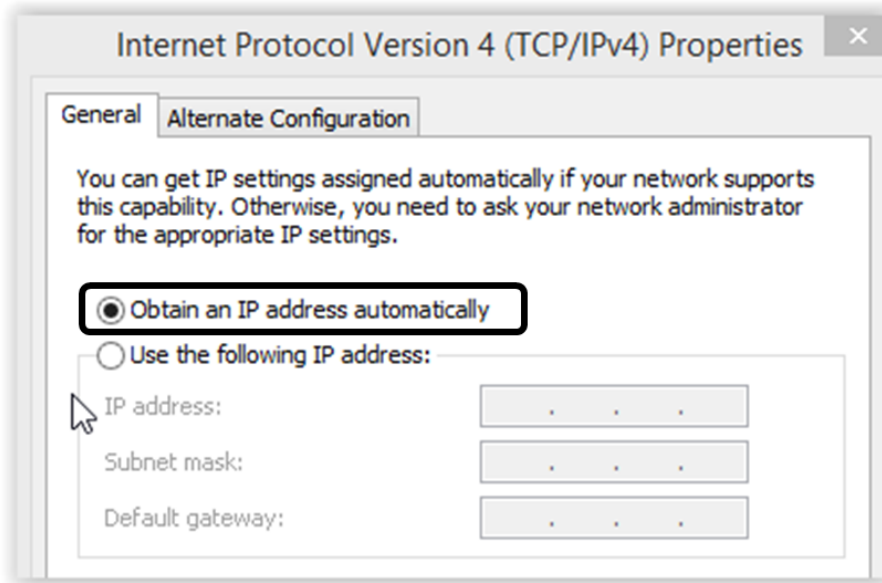 Internet Protocol Version 4 (TCP/IPv4) Properties
General
Alternate Configuration
You can get IP settings assigned automatically if your network supports
this capability. Otherwise, you need to ask your network administrator
for the appropriate IP settings.
Obtain an IP address automatically
Use the following IP address:
IP address:
Subnet mask:
Default gateway: